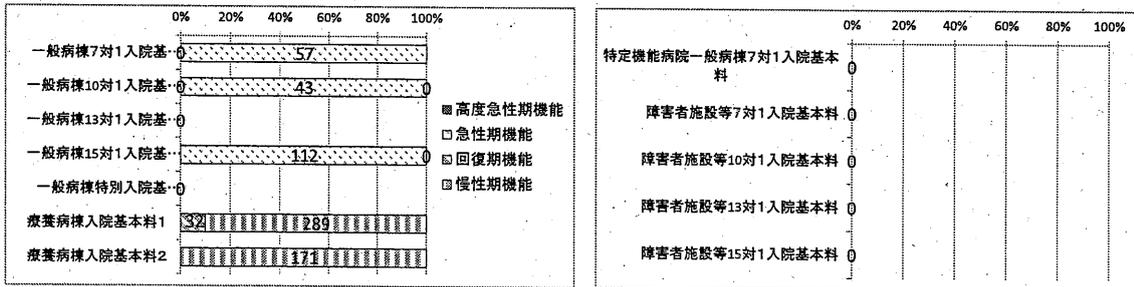 0% 20% 40% 60% 80% 100%
一般病棟7対1入院基… 0 57
一般病棟10対1入院基… 0 43 0
一般病棟13対1入院基… 0
一般病棟15対1入院基… 0 112 0
一般病棟特別入院基… 0
療養病棟入院基本料1 32 289
療養病棟入院基本料2 171
高度急性期機能
急性期機能
回復期機能
慢性期機能
0% 20% 40% 60% 80% 100%
特定機能病院一般病棟7対1入院基本
料 0
障害者施設等7対1入院基本料 0
障害者施設等10対1入院基本料 0
障害者施設等13対1入院基本料 0
障害者施設等15対1入院基本料 0